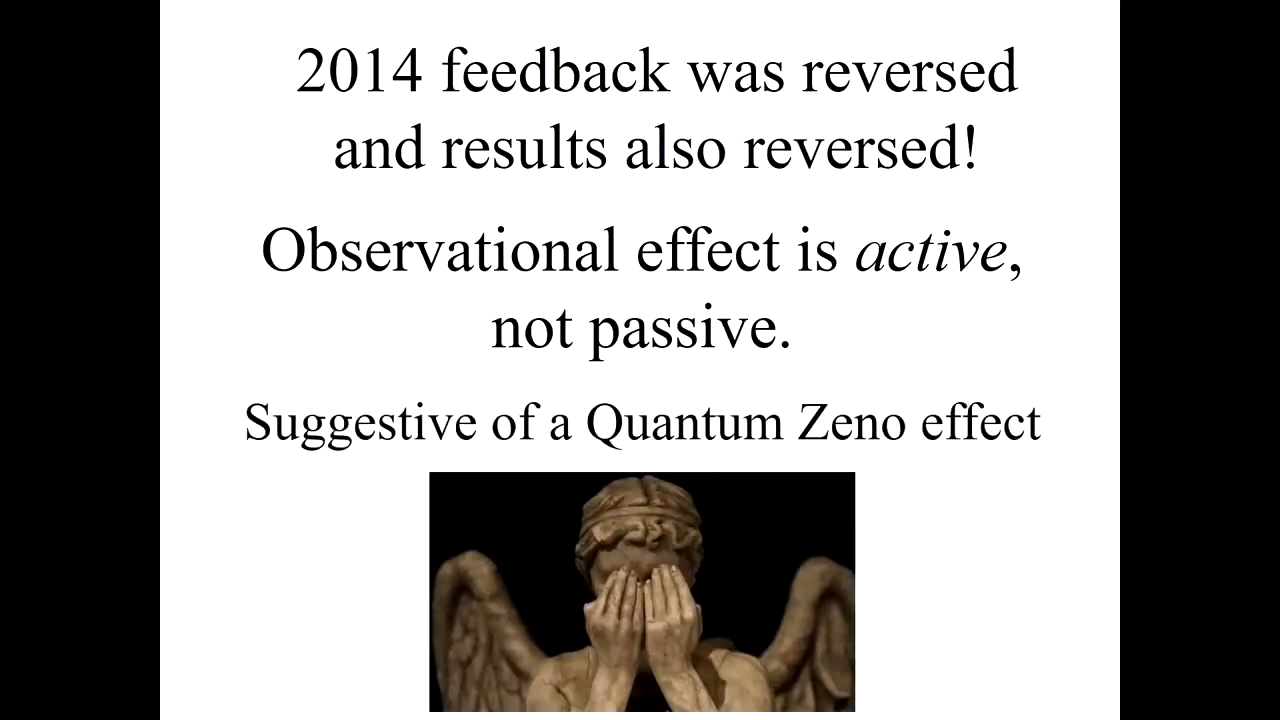 2014 feedback was reversed
and results also reversed!
Observational effect is active,
not passive.
Suggestive of a Quantum Zeno effect